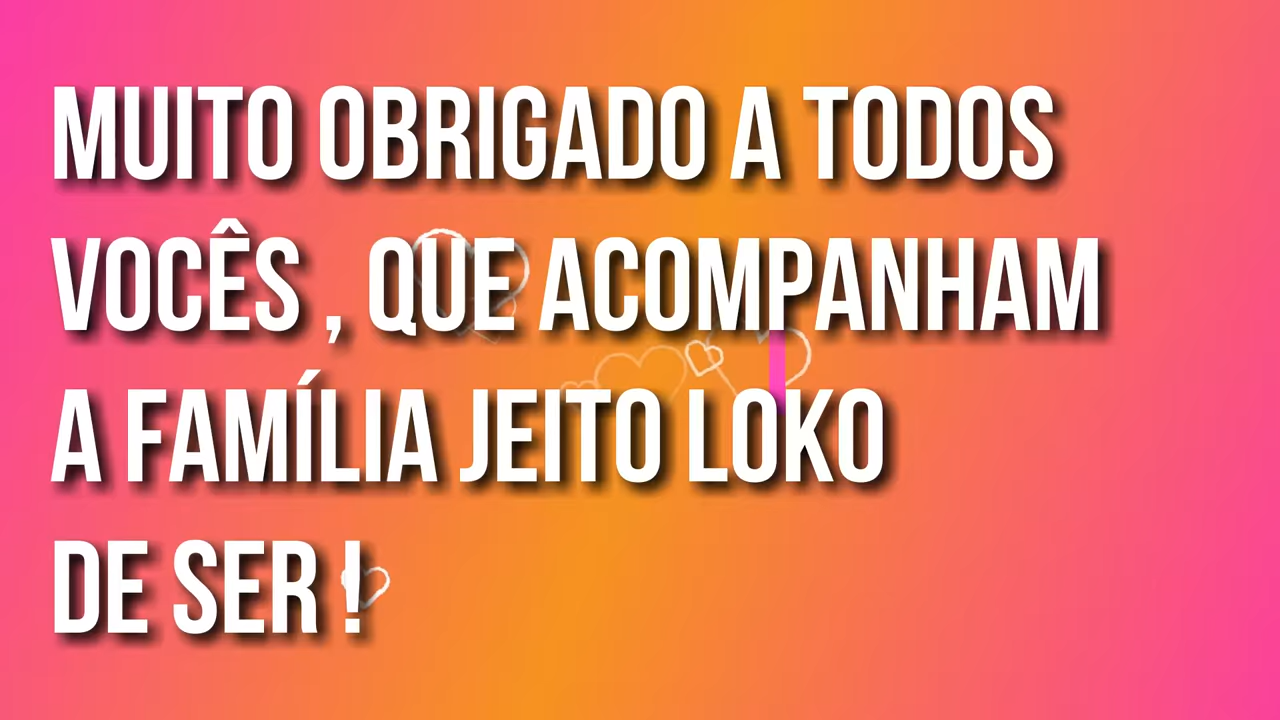 MUITO OBRIGADO A TODOS
VOCÊS , QUE ACOMPANHAM
A FAMÍLIA JEITO LOKO
DE SER !